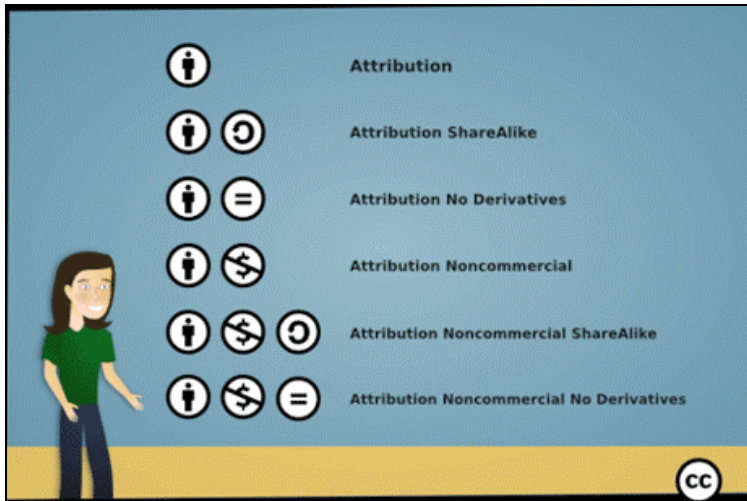 Attribution
Attribution ShareAlike
Attribution No Derivatives
Attribution Noncommercial
Attribution Noncommercial ShareAlike
Attribution Noncommercial No Derivatives
cc